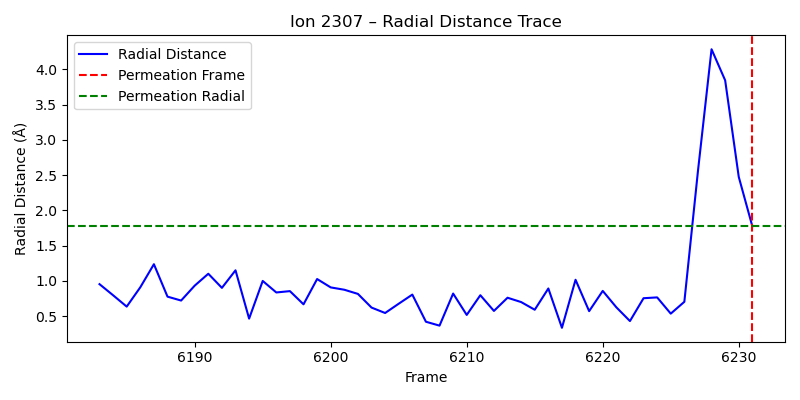 Ion 2307 – Radial Distance Trace
Radial Distance
Permeation Frame
Permeation Radial
Radial Distance (Å)
4.0
3.5
3.0
2.5
2.0
1.5
1.0
0.5
6190 6200 6210 6220 6230
Frame